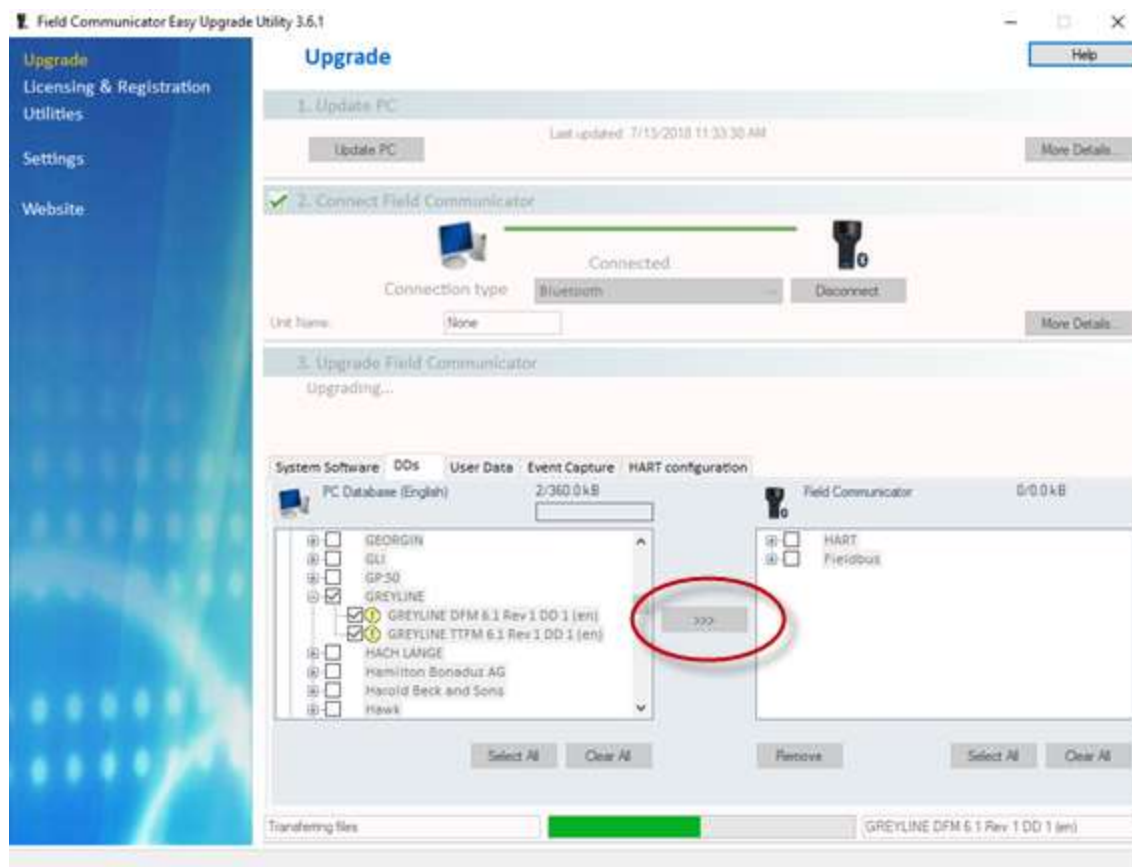 Field Communicator Easy Upgrade Utility 3.6.1
Upgrade
Licensing & Registration
Utilities
Settings
Website
Upgrade
Help
1. Update PC
Update PC
Last updated: 7/13/2018 11:33:30 AM
More Details...
2. Connect Field Communicator
Connected
Connection type
Bluetooth
Disconnect
Unit Name:
None
More Details...
3. Upgrade Field Communicator
Upgrading...
System Software
DDs
User Data
Event Capture
HART configuration
PC Database (English)
2/360.0 kB
Field Communicator
0/0.0 kB
GEORGIN
GLI
GP:50
GREYLINE
GREYLINE DFM 6.1 Rev 1 DD 1 (en)
GREYLINE TTFM 6.1 Rev 1 DD 1 (en)
HACH LANGE
Hamilton Bonaduz AG
Harold Beck and Sons
Hawk
>>>
HART
Fieldbus
Select All
Clear All
Remove
Select All
Clear All
Transferring files
GREYLINE DFM 6.1 Rev 1 DD 1 (en)